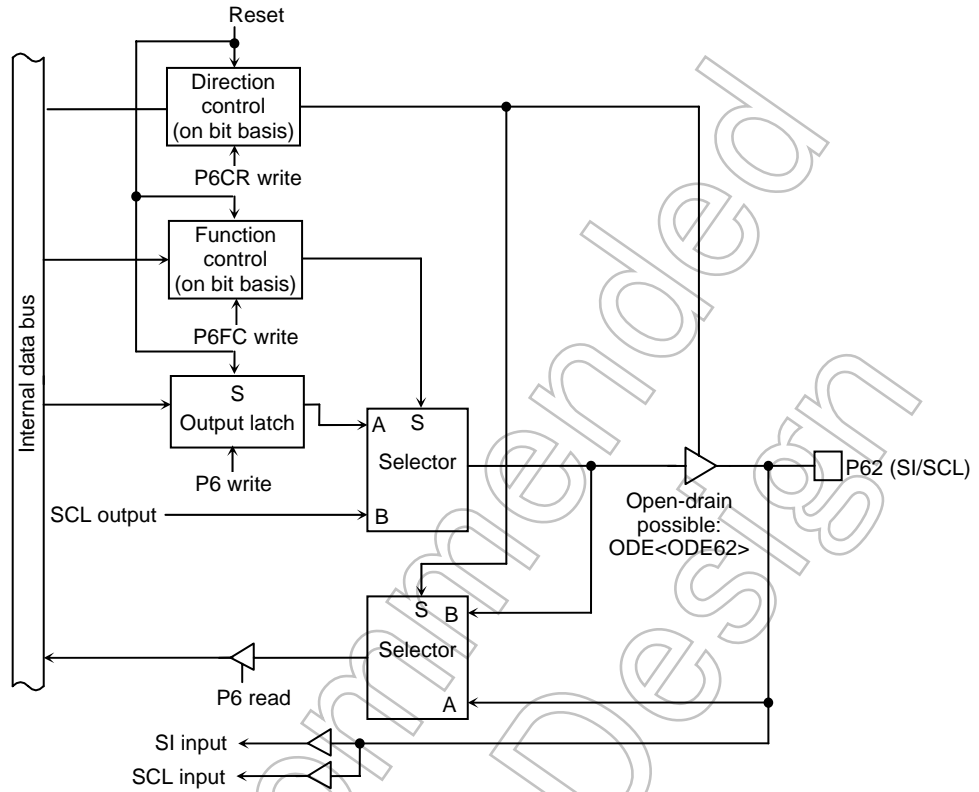 Reset
Direction
control
(on bit basis)
P6CR write
Function
control
(on bit basis)
P6FC write
Internal data bus
S
Output latch
P6 write
A
S
Selector
B
SCL output
P62 (SI/SCL)
Open-drain
possible:
ODE<ODE62>
S
B
Selector
A
P6 read
SI input
SCL input
ommended
Design